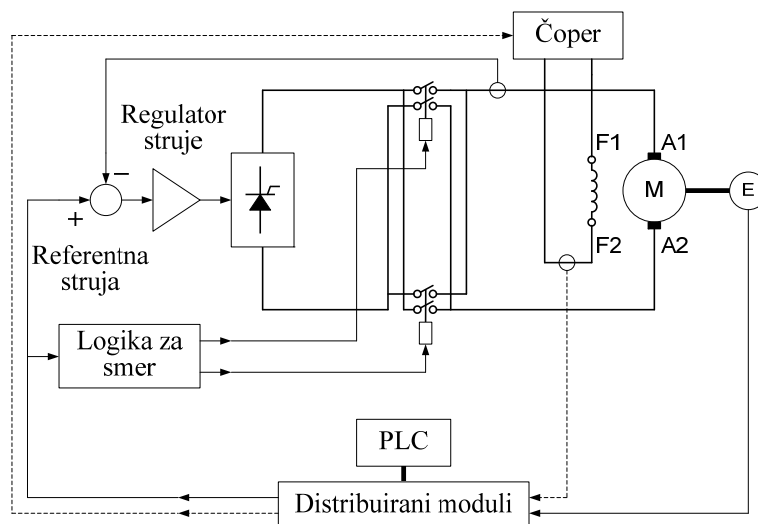 Čoper
Regulator
struje
F1
A1
M
E
F2
A2
−
+
Referentna
struja
Logika za
smer
PLC
Distribuirani moduli